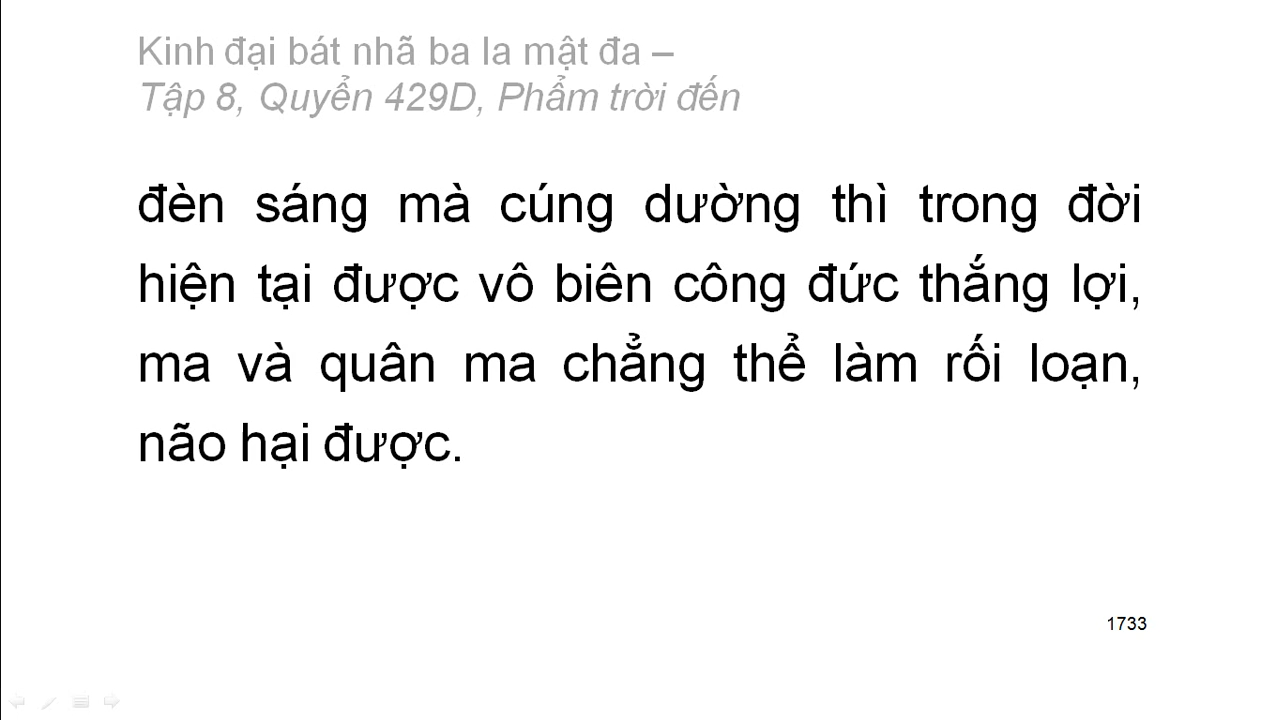 Kinh đại bát nhã ba la mật đa –
Tập 8, Quyển 429D, Phẩm trời đến
đèn sáng mà cúng dường thì trong đời
hiện tại được vô biên công đức thắng lợi,
ma và quân ma chẳng thể làm rối loạn,
não hại được.
1733